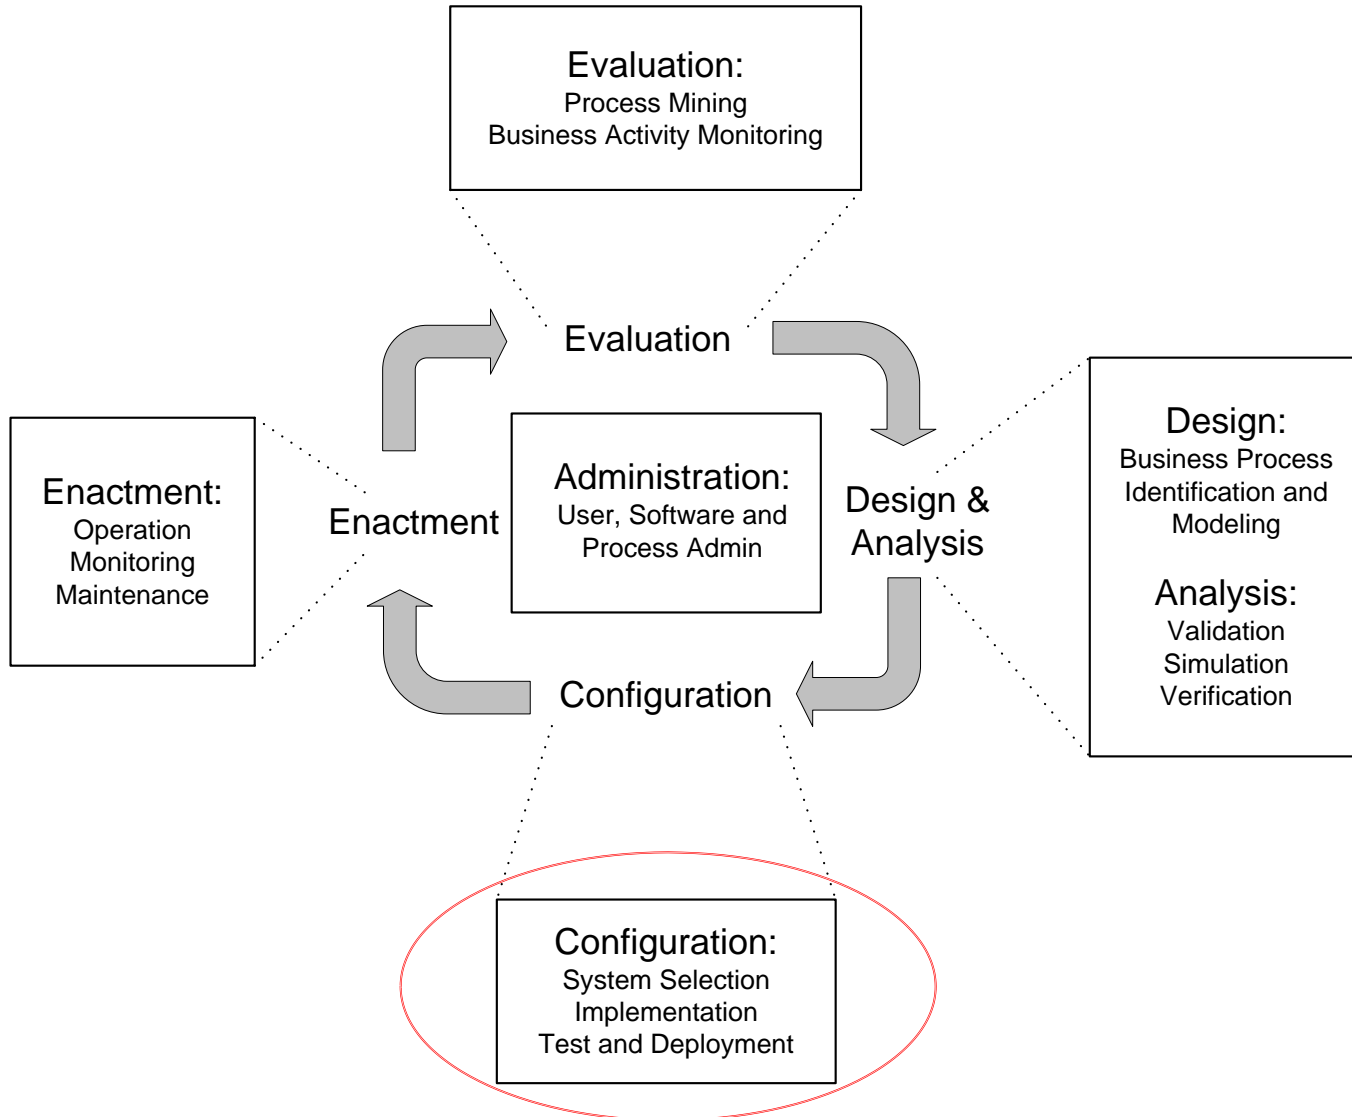 Evaluation:
Process Mining
Business Activity Monitoring
Evaluation
Enactment:
Operation
Monitoring
Maintenance
Enactment
Administration:
User, Software and
Process Admin
Design &
Analysis
Design:
Business Process
Identification and
Modeling
Analysis:
Validation
Simulation
Verification
Configuration
Configuration:
System Selection
Implementation
Test and Deployment